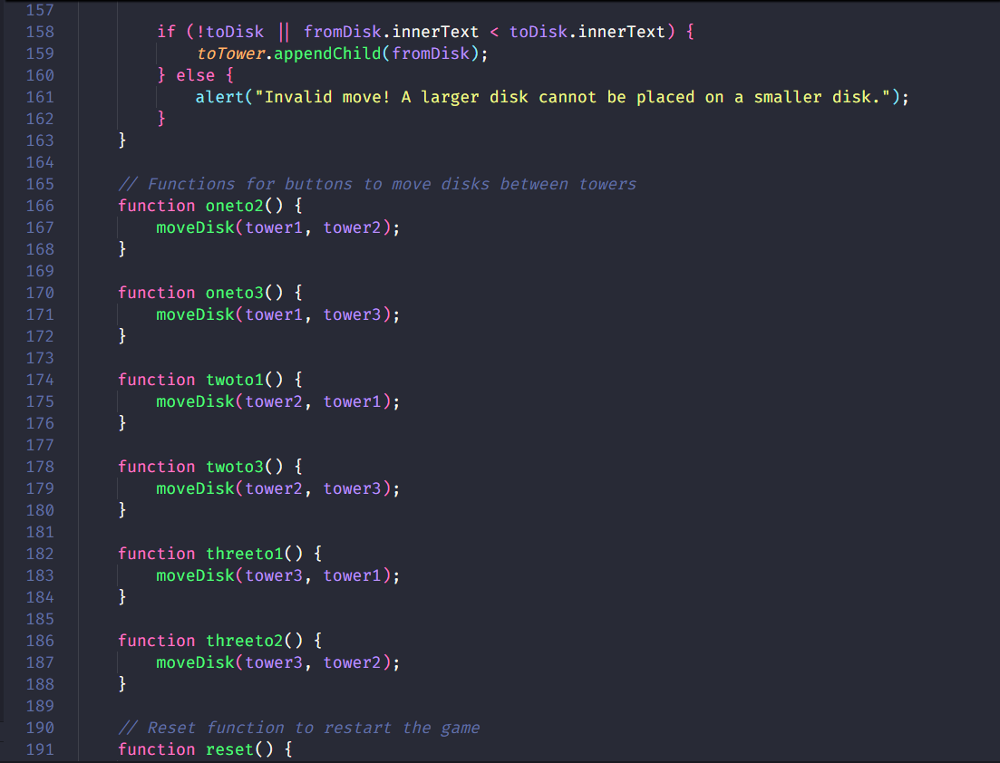 157
158 if (!toDisk || fromDisk.innerText < toDisk.innerText) {
159 toTower.appendChild(fromDisk);
160 } else {
161 alert("Invalid move! A larger disk cannot be placed on a smaller disk.");
162 }
163 }
164
165 // Functions for buttons to move disks between towers
166 function oneto2() {
167 moveDisk(tower1, tower2);
168 }
169
170 function oneto3() {
171 moveDisk(tower1, tower3);
172 }
173
174 function twoto1() {
175 moveDisk(tower2, tower1);
176 }
177
178 function twoto3() {
179 moveDisk(tower2, tower3);
180 }
181
182 function threeto1() {
183 moveDisk(tower3, tower1);
184 }
185
186 function threeto2() {
187 moveDisk(tower3, tower2);
188 }
189
190 // Reset function to restart the game
191 function reset() {